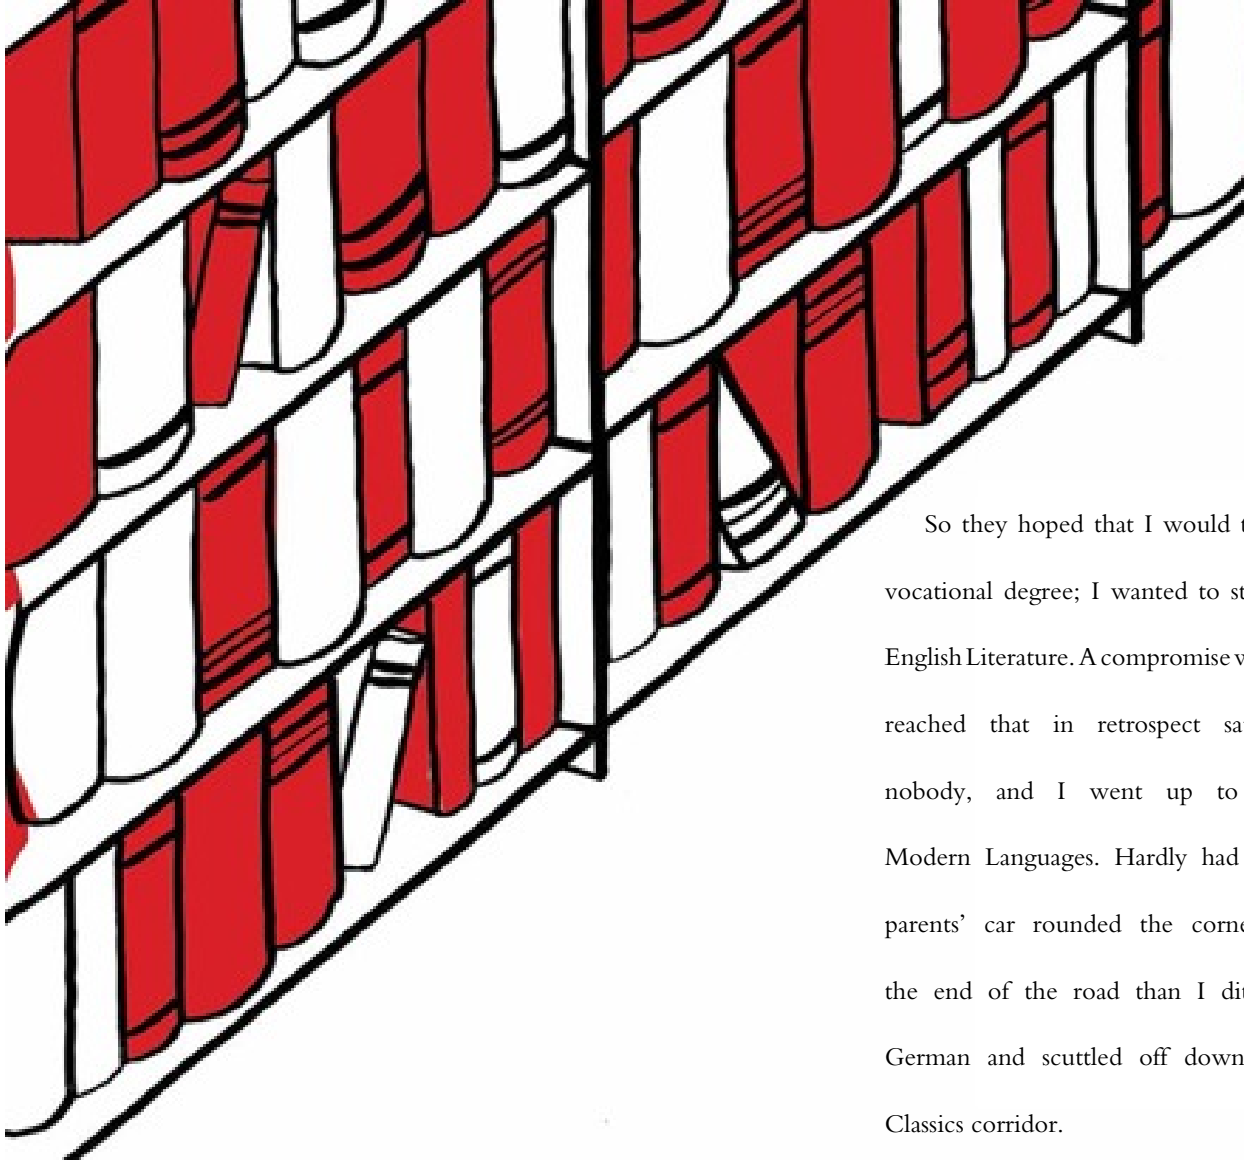 So they hoped that I would
vocational degree; I wanted to
English Literature. A compromise
reached that in retrospect
nobody, and I went up to
Modern Languages. Hardly had
parents’ car rounded the
the end of the road than I
German and scuttled off down
Classics corridor.